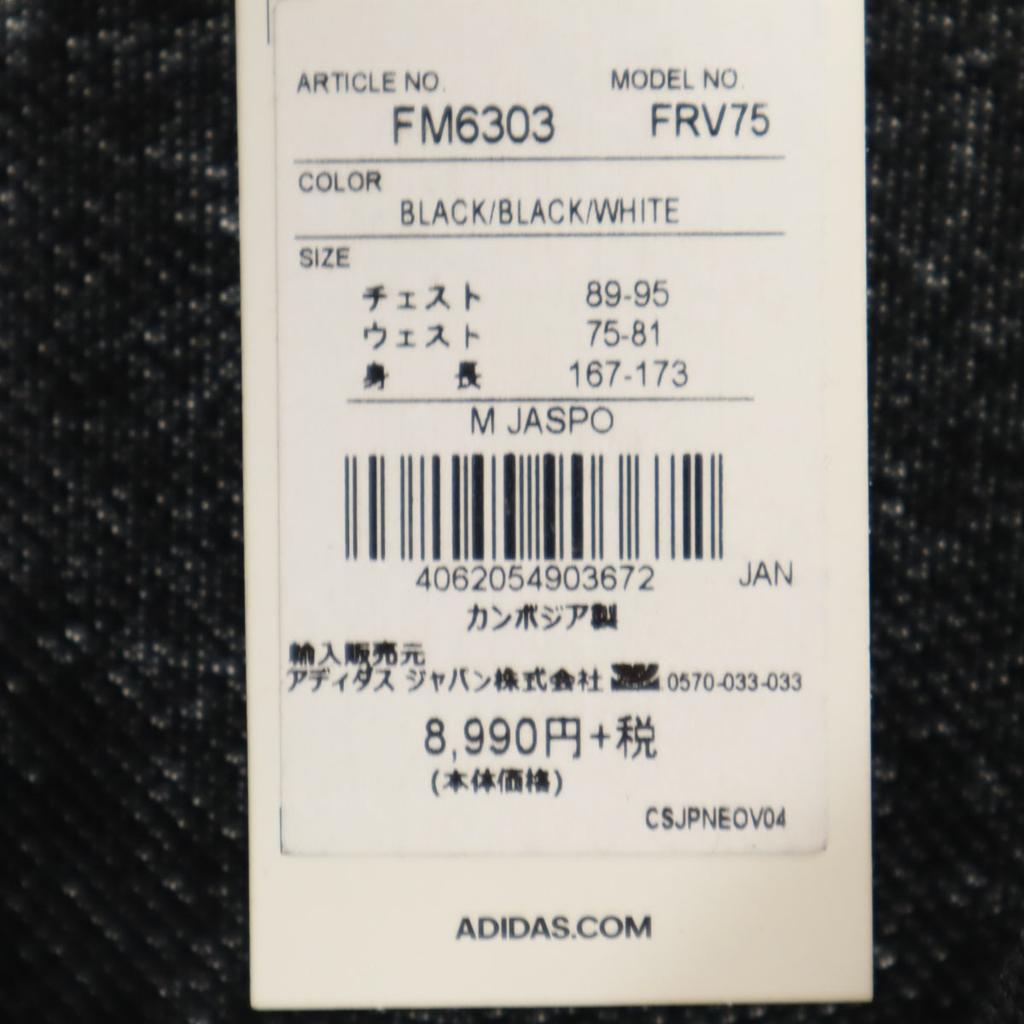 ARTICLE NO. MODEL NO.
FM6303 FRV75
COLOR
BLACK/BLACK/WHITE
SIZE
チェスト 89-95
ウェスト 75-81
身長 167-173
M JASPO
4062054903672 JAN
カンボジア製
輸入販売元
アディダス ジャパン株式会社 0570-033-033
8,990円+税
(本体価格)
CSJPNEOV04
ADIDAS.COM